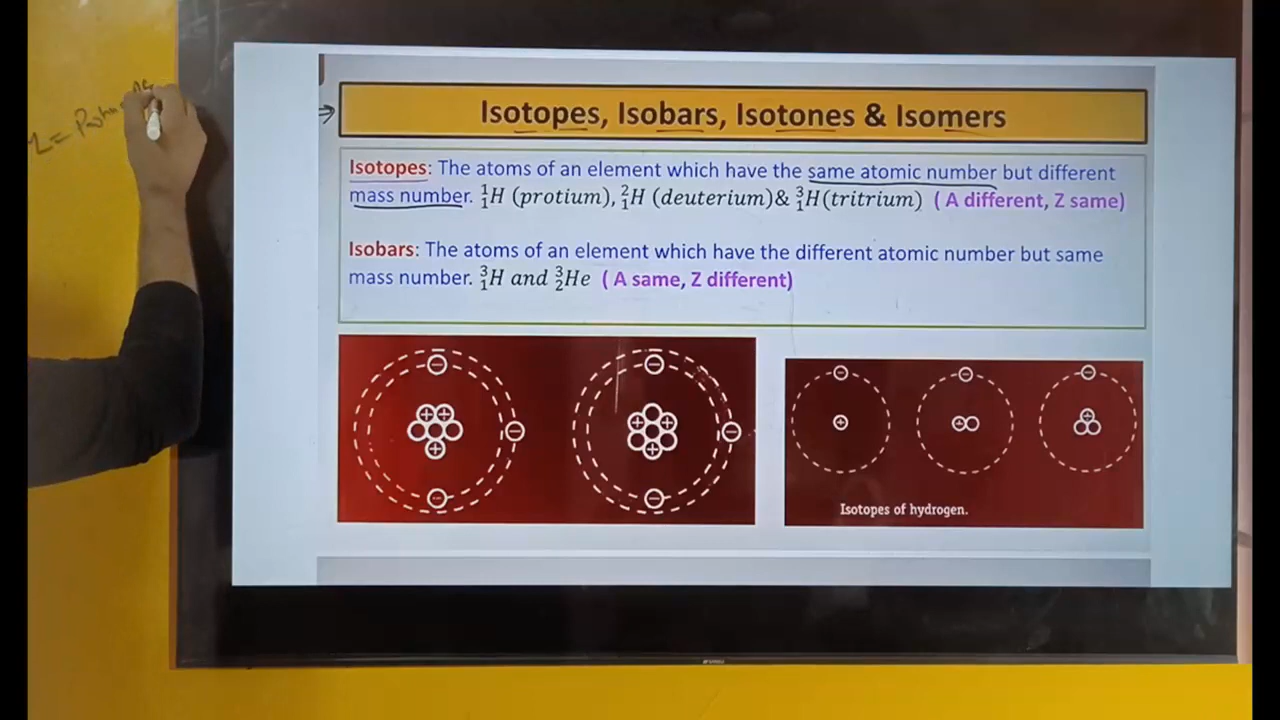 Isotopes, Isobars, Isotones & Isomers
Isotopes: The atoms of an element which have the same atomic number but different
mass number. ¹₁H (protium), ²₁H (deuterium)& ³₁H(tritrium) ( A different, Z same)
Isobars: The atoms of an element which have the different atomic number but same
mass number. ³₁H and ³₂He ( A same, Z different)
Isotopes of hydrogen.